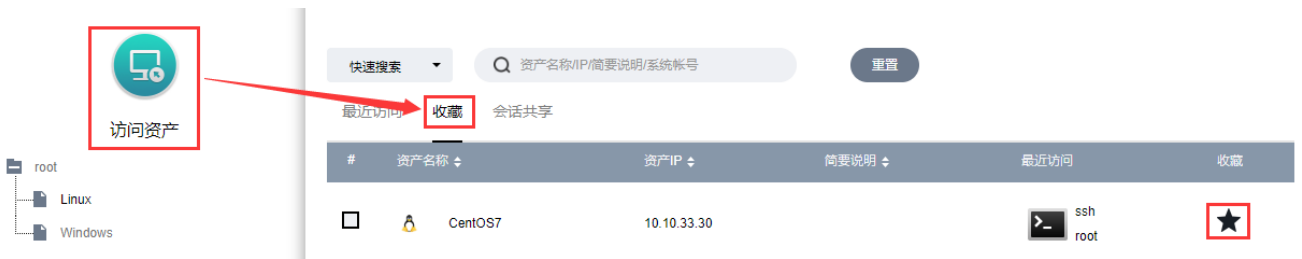 访问资产
root
Linux
Windows
快速搜索
资产名称/IP/简要说明/系统帐号
重置
最近访问 收藏 会话共享
# 资产名称 资产IP 简要说明 最近访问 收藏
CentOS7 10.10.33.30 ssh
root